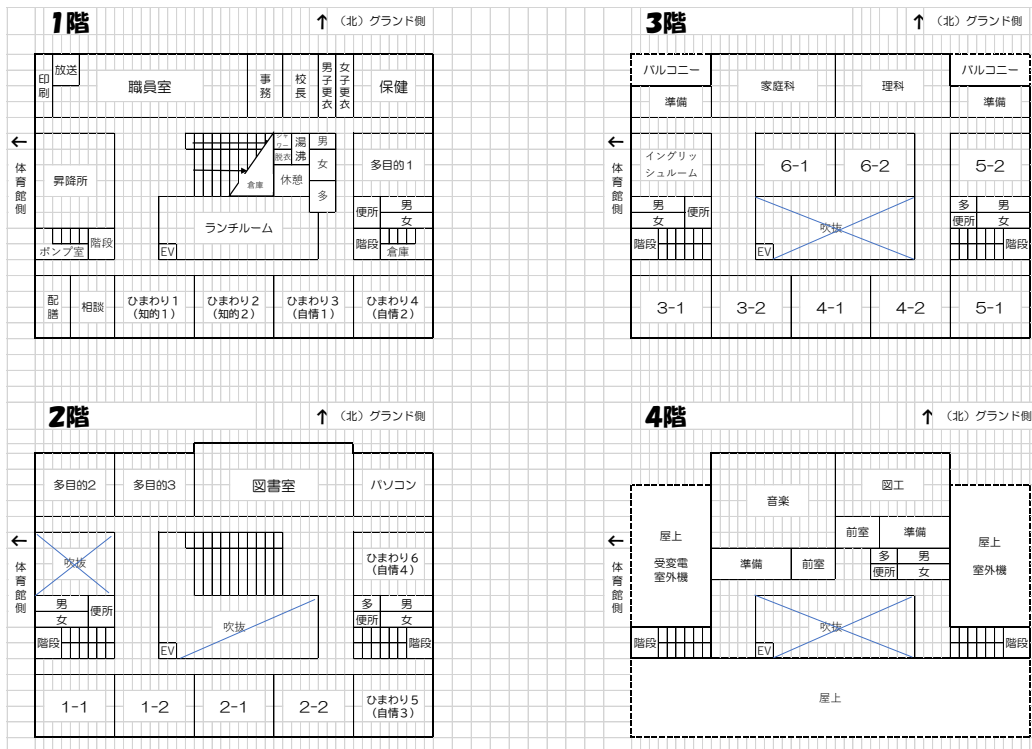 1階
↑ （北）グランド側
印刷
放送
職員室
事務
校長
男子更衣
女子更衣
保健
← 体育館側
昇降所
シャワー
脱衣
湯沸
男
女
多
休憩
倉庫
多目的1
ランチルーム
便所
男
女
ポンプ室
階段
EV
階段
倉庫
配膳
相談
ひまわり1
（知的1）
ひまわり2
（知的2）
ひまわり3
（自情1）
ひまわり4
（自情2）
3階
↑ （北）グランド側
バルコニー
準備
家庭科
理科
バルコニー
準備
← 体育館側
イングリッ
シュルーム
6-1
6-2
5-2
男
女
便所
吹抜
多
男
便所
女
階段
EV
階段
3-1
3-2
4-1
4-2
5-1
2階
↑ （北）グランド側
多目的2
多目的3
図書室
パソコン
← 体育館側
吹抜
ひまわり6
（自情4）
男
女
便所
吹抜
多
男
便所
女
階段
EV
階段
1-1
1-2
2-1
2-2
ひまわり5
（自情3）
4階
↑ （北）グランド側
音楽
図工
← 体育館側
屋上
受変電
室外機
前室
準備
屋上
室外機
準備
前室
多
男
便所
女
吹抜
階段
EV
階段
屋上